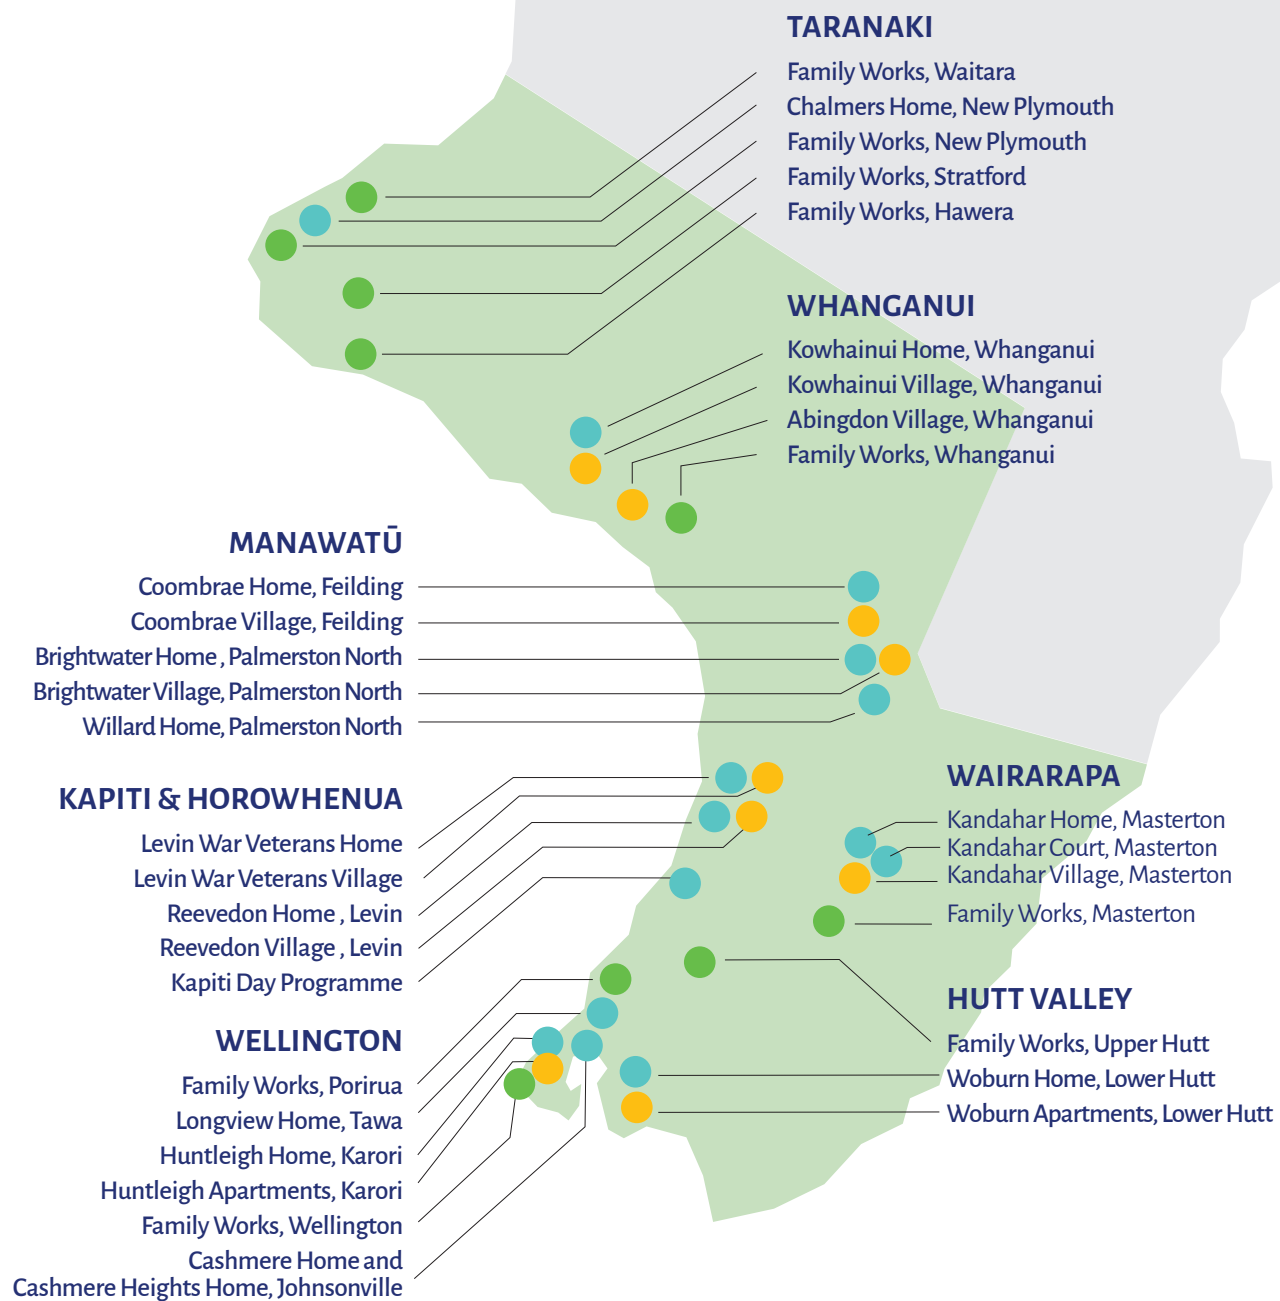 TARANAKI
Family Works, Waitara
Chalmers Home, New Plymouth
Family Works, New Plymouth
Family Works, Stratford
Family Works, Hawera
WHANGANUI
Kowhainui Home, Whanganui
Kowhainui Village, Whanganui
Abingdon Village, Whanganui
Family Works, Whanganui
MANAWATŪ
Coombrae Home, Feilding
Coombrae Village, Feilding
Brightwater Home , Palmerston North
Brightwater Village, Palmerston North
Willard Home, Palmerston North
KAPITI & HOROWHENUA
Levin War Veterans Home
Levin War Veterans Village
Reevedon Home , Levin
Reevedon Village , Levin
Kapiti Day Programme
WAIRARAPA
Kandahar Home, Masterton
Kandahar Court, Masterton
Kandahar Village, Masterton
Family Works, Masterton
HUTT VALLEY
Family Works, Upper Hutt
Woburn Home, Lower Hutt
Woburn Apartments, Lower Hutt
WELLINGTON
Family Works, Porirua
Longview Home, Tawa
Huntleigh Home, Karori
Huntleigh Apartments, Karori
Family Works, Wellington
Cashmere Home and
Cashmere Heights Home, Johnsonville